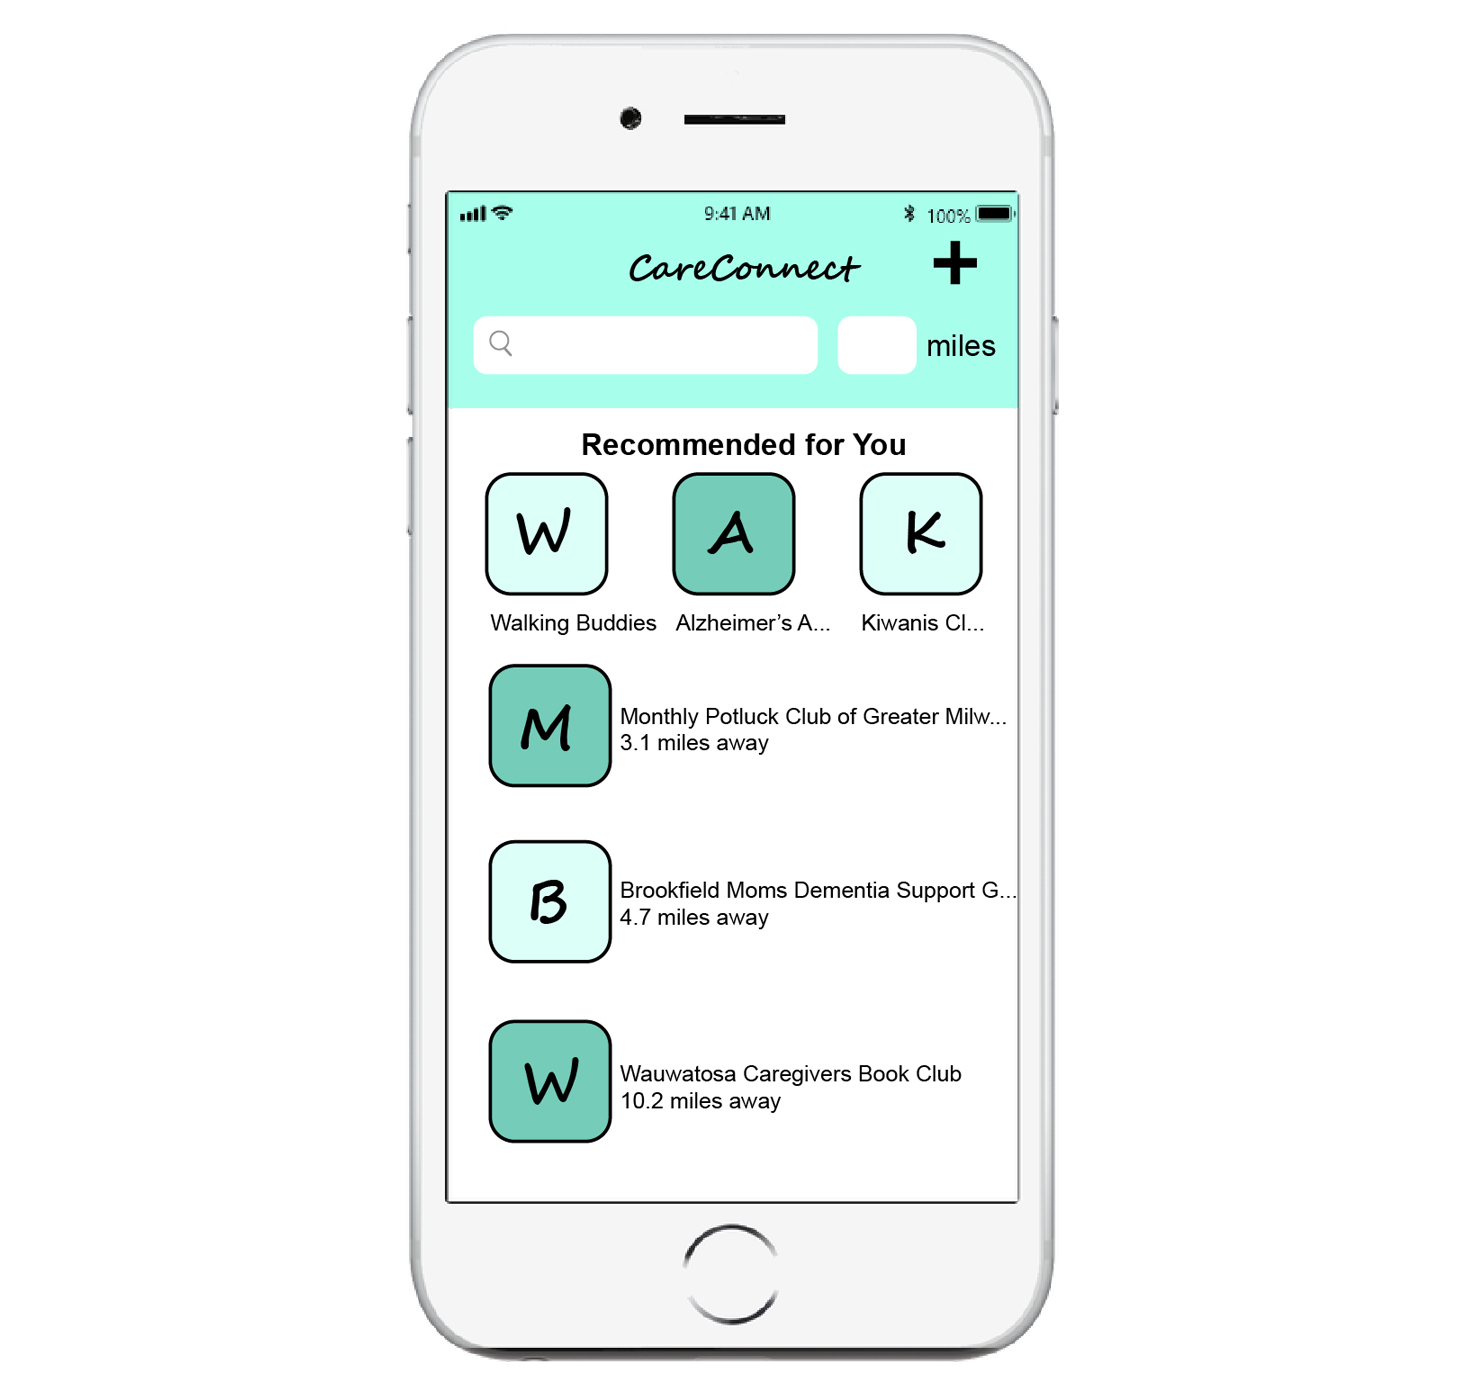 9:41 AM 100%
CareConnect
miles
Recommended for You
W A K
Walking Buddies Alzheimer’s A... Kiwanis Cl...
M
Monthly Potluck Club of Greater Milw...
3.1 miles away
B
Brookfield Moms Dementia Support G...
4.7 miles away
W
Wauwatosa Caregivers Book Club
10.2 miles away